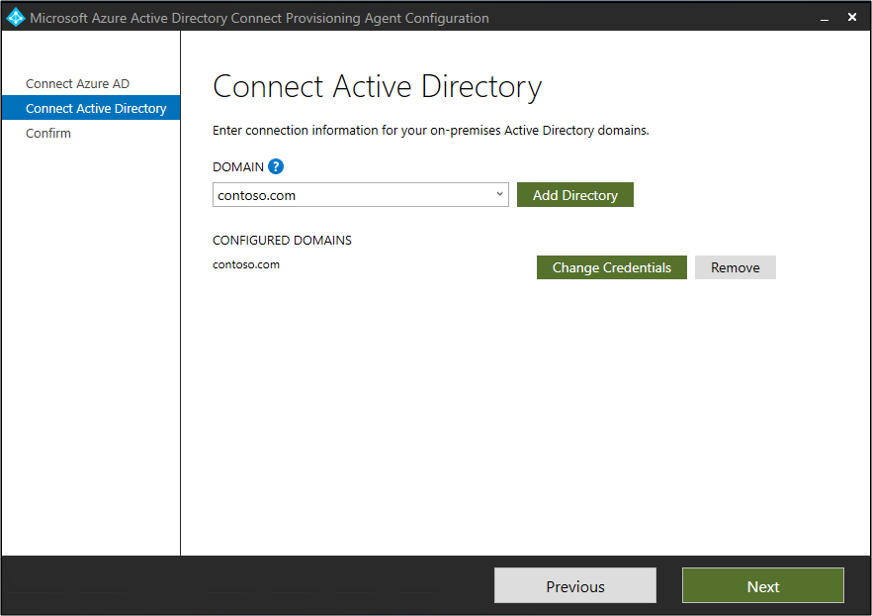 Microsoft Azure Active Directory Connect Provisioning Agent Configuration
Connect Azure AD
Connect Active Directory
Confirm
Connect Active Directory
Enter connection information for your on-premises Active Directory domains.
DOMAIN ?
contoso.com Add Directory
CONFIGURED DOMAINS
contoso.com Change Credentials Remove
Previous Next